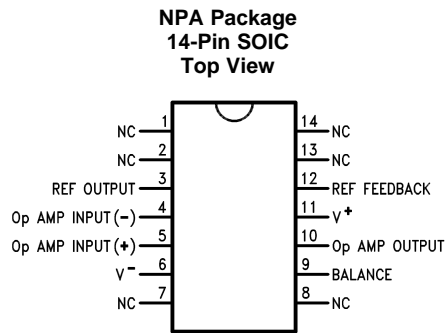 NPA Package
14-Pin SOIC
Top View
NC 1
NC 2
REF OUTPUT 3
Op AMP INPUT(−) 4
Op AMP INPUT(+) 5
V⁻ 6
NC 7
14 NC
13 NC
12 REF FEEDBACK
11 V⁺
10 Op AMP OUTPUT
9 BALANCE
8 NC